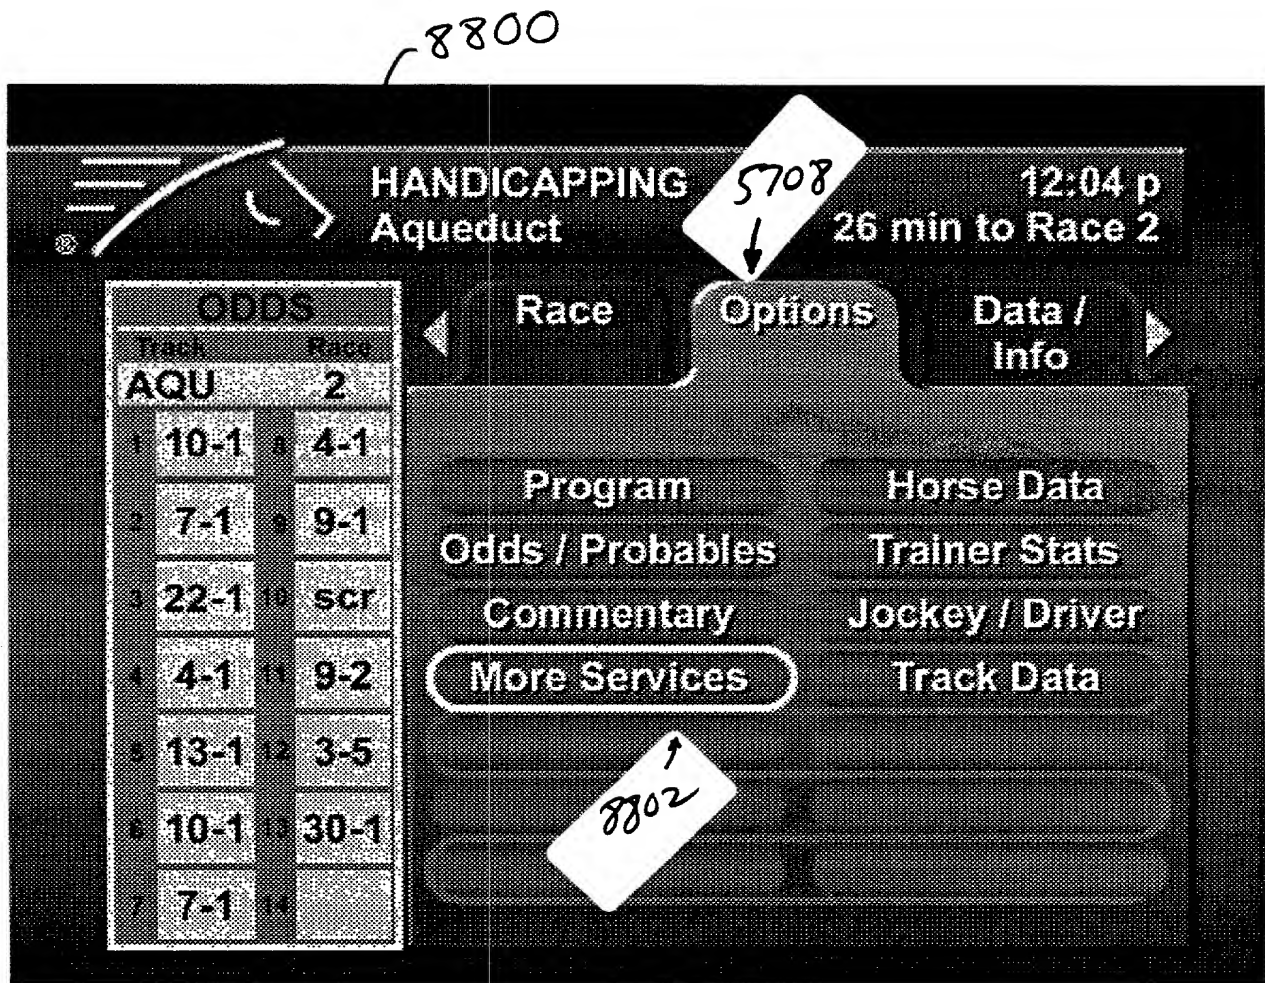 8800
HANDICAPPING
Aqueduct
5708
12:04 p
26 min to Race 2
®
ODDS
Track Race
AQU 2
1 10-1 8 4-1
2 7-1 9 9-1
3 22-1 10 scr
4 4-1 11 9-2
5 13-1 12 3-5
6 10-1 13 30-1
7 7-1 14
Race
Options
Data /
Info
Program
Horse Data
Odds / Probables
Trainer Stats
Commentary
Jockey / Driver
More Services
Track Data
8802